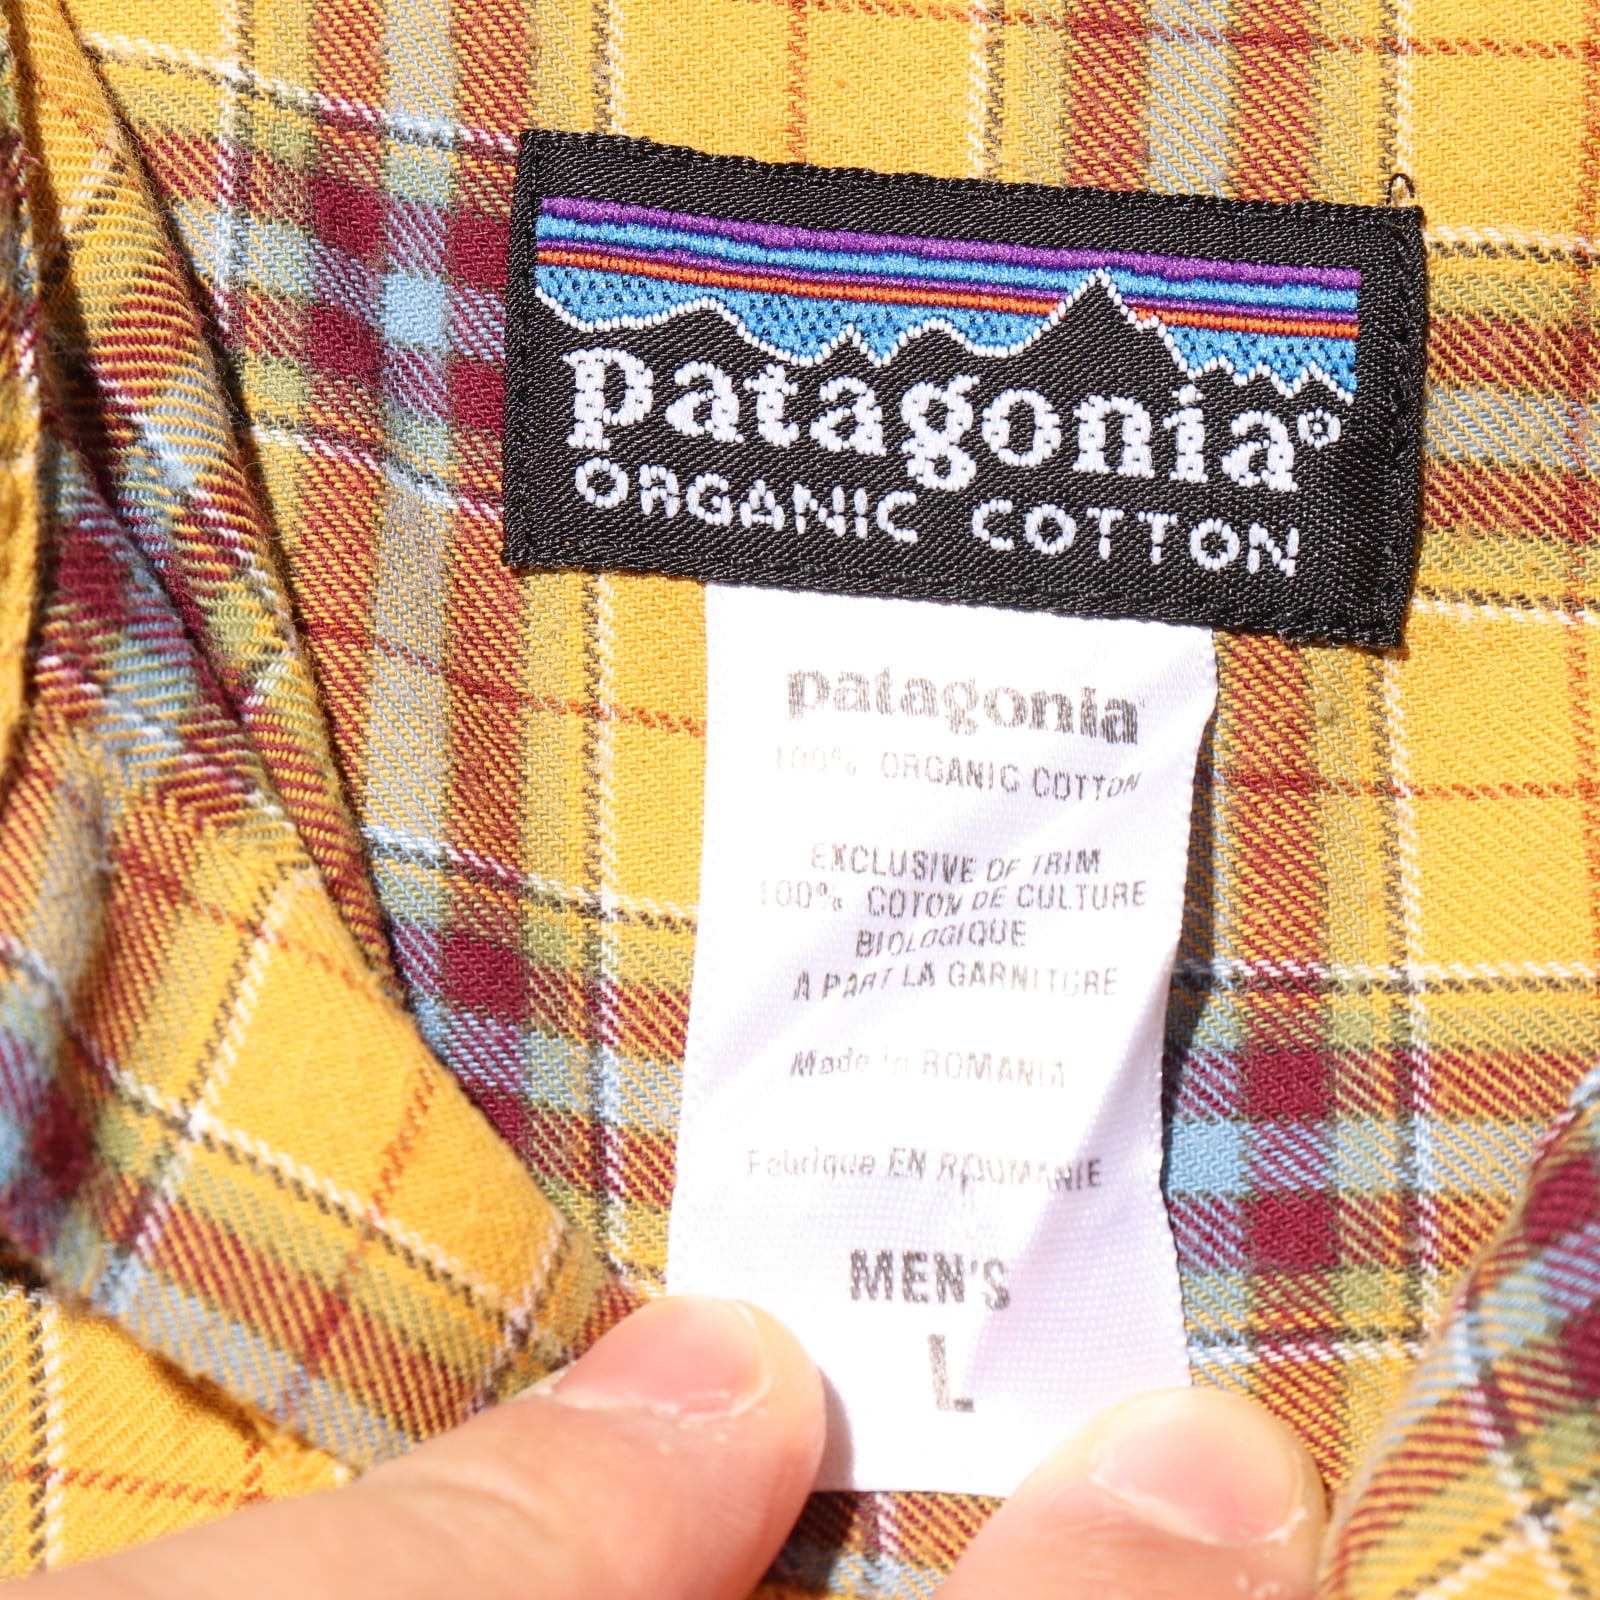 patagonia®
ORGANIC COTTON
patagonia
100% ORGANIC COTTON
EXCLUSIVE OF TRIM
100% COTON DE CULTURE
BIOLOGIQUE
A PART LA GARNITURE
Made in ROMANIA
Fabrique EN ROUMANIE
MEN'S
L